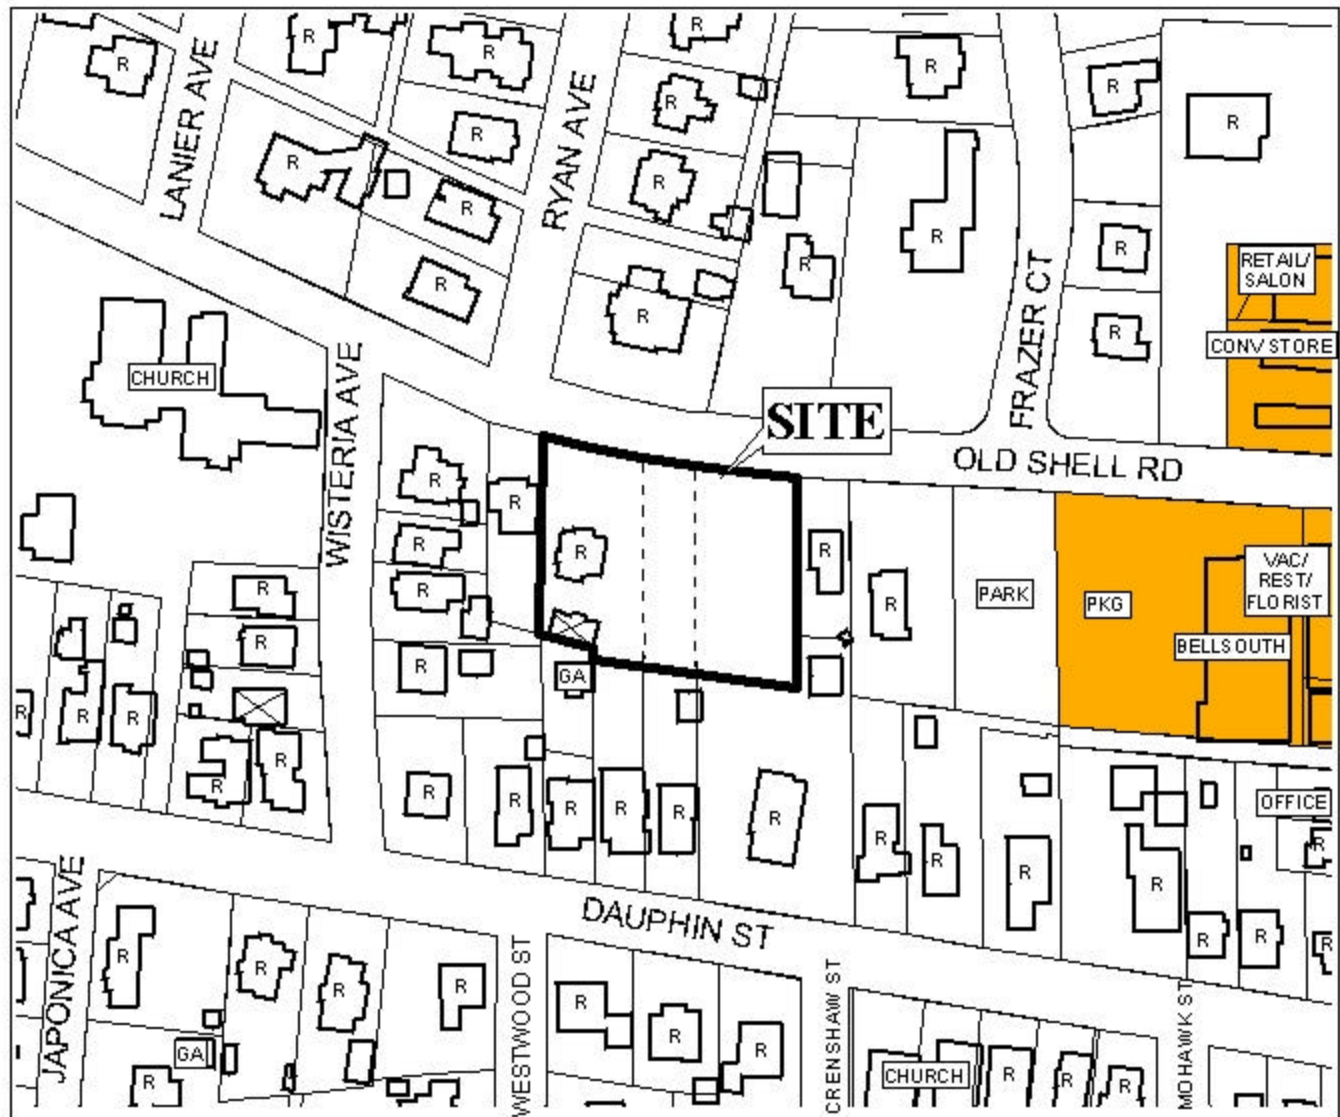 R
R
R
R
R
R
LANIER AVE
R
R
RYAN AVE
R
R
R
R
R
R
R
RETAIL/
SALON
R
R
FRAZER CT
R
CONV STORE
CHURCH
WISTERIA AVE
SITE
OLD SHELL RD
R
R
R
R
R
R
VAC/
REST/
FLORIST
R
R
PARK
PKG
BELLSOUTH
R
R
R
GA
R
R
R
R
R
R
R
R
R
R
R
OFFICE
R
R
R
R
R
JAPONICA AVE
DAUPHIN ST
R
R
R
R
R
R
R
WESTWOOD ST
R
R
R
CRENSHAW ST
MOHAWK ST
GA
R
CHURCH
R
R
R